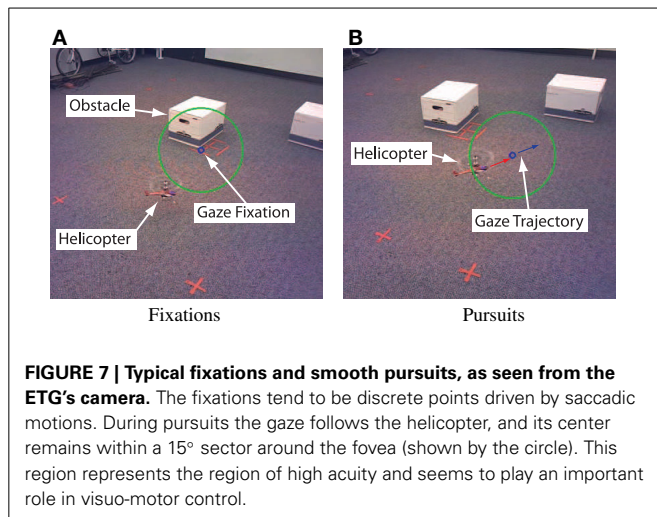 A
B
Obstacle
Helicopter
Gaze Fixation
Helicopter
Gaze Trajectory
Fixations
Pursuits
FIGURE 7 | Typical fixations and smooth pursuits, as seen from the
ETG's camera. The fixations tend to be discrete points driven by saccadic
motions. During pursuits the gaze follows the helicopter, and its center
remains within a 15° sector around the fovea (shown by the circle). This
region represents the region of high acuity and seems to play an important
role in visuo-motor control.